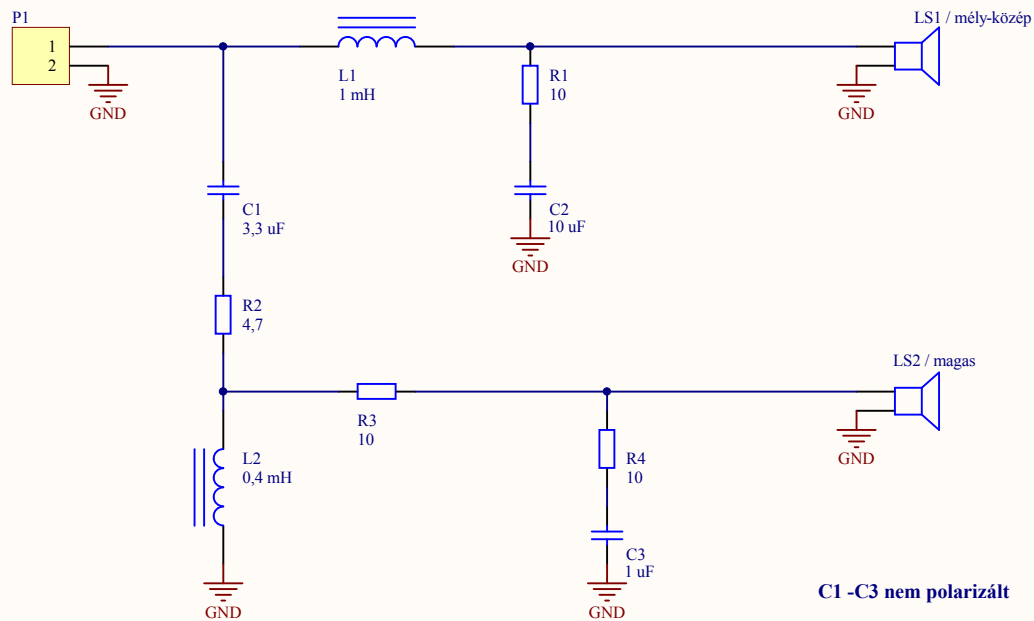 P1
1
2
GND
L1
1 mH
R1
10
C2
10 uF
GND
LS1 / mély-közép
GND
C1
3,3 uF
R2
4,7
L2
0,4 mH
GND
R3
10
R4
10
C3
1 uF
GND
LS2 / magas
GND
C1 -C3 nem polarizált